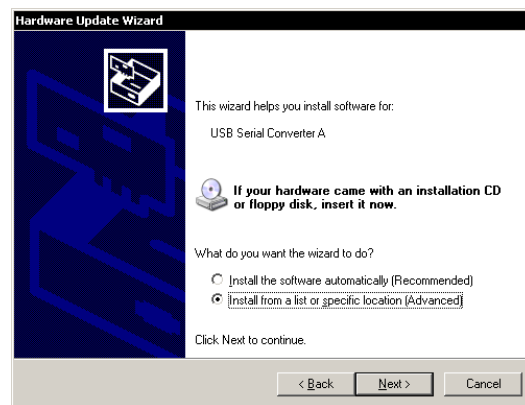 Hardware Update Wizard
This wizard helps you install software for:
USB Serial Converter A
If your hardware came with an installation CD
or floppy disk, insert it now.
What do you want the wizard to do?
Install the software automatically (Recommended)
Install from a list or specific location (Advanced)
Click Next to continue.
< Back Next > Cancel